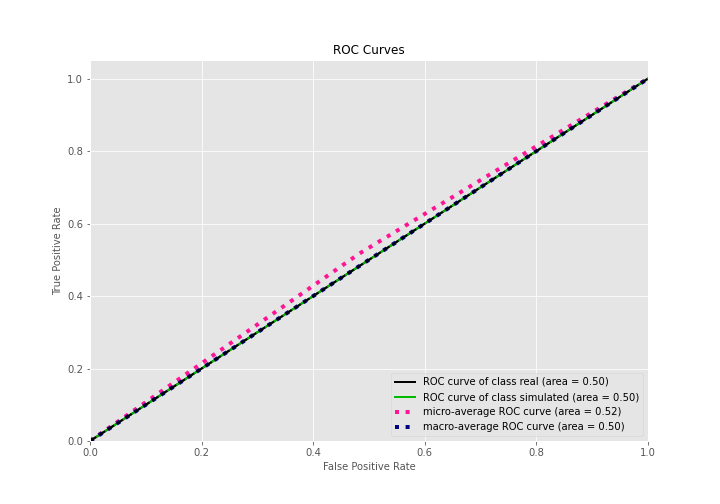 ROC Curves
1.0
0.8
0.6
0.4
0.2
0.0
True Positive Rate
ROC curve of class real (area = 0.50)
ROC curve of class simulated (area = 0.50)
micro-average ROC curve (area = 0.52)
macro-average ROC curve (area = 0.50)
0.0 0.2 0.4 0.6 0.8 1.0
False Positive Rate